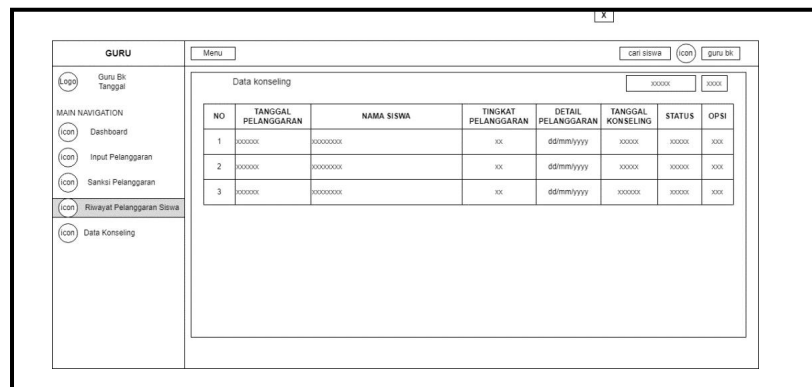 X
GURU
Menu
cari siswa
icon
guru bk
Logo
Guru Bk
Tanggal
MAIN NAVIGATION
icon Dashboard
icon Input Pelanggaran
icon Sanksi Pelanggaran
icon Riwayat Pelanggaran Siswa
icon Data Konseling
Data konseling
xxxxx
xxxx
NO TANGGAL PELANGGARAN NAMA SISWA TINGKAT PELANGGARAN DETAIL PELANGGARAN TANGGAL KONSELING STATUS OPSI
1 xxxxxx xxxxxxxx xx dd/mm/yyyy xxxxx xxxxx xxx
2 xxxxxx xxxxxxxx xx dd/mm/yyyy xxxxx xxxxx xxx
3 xxxxxx xxxxxxxx xx dd/mm/yyyy xxxxxx xxxxx xxx